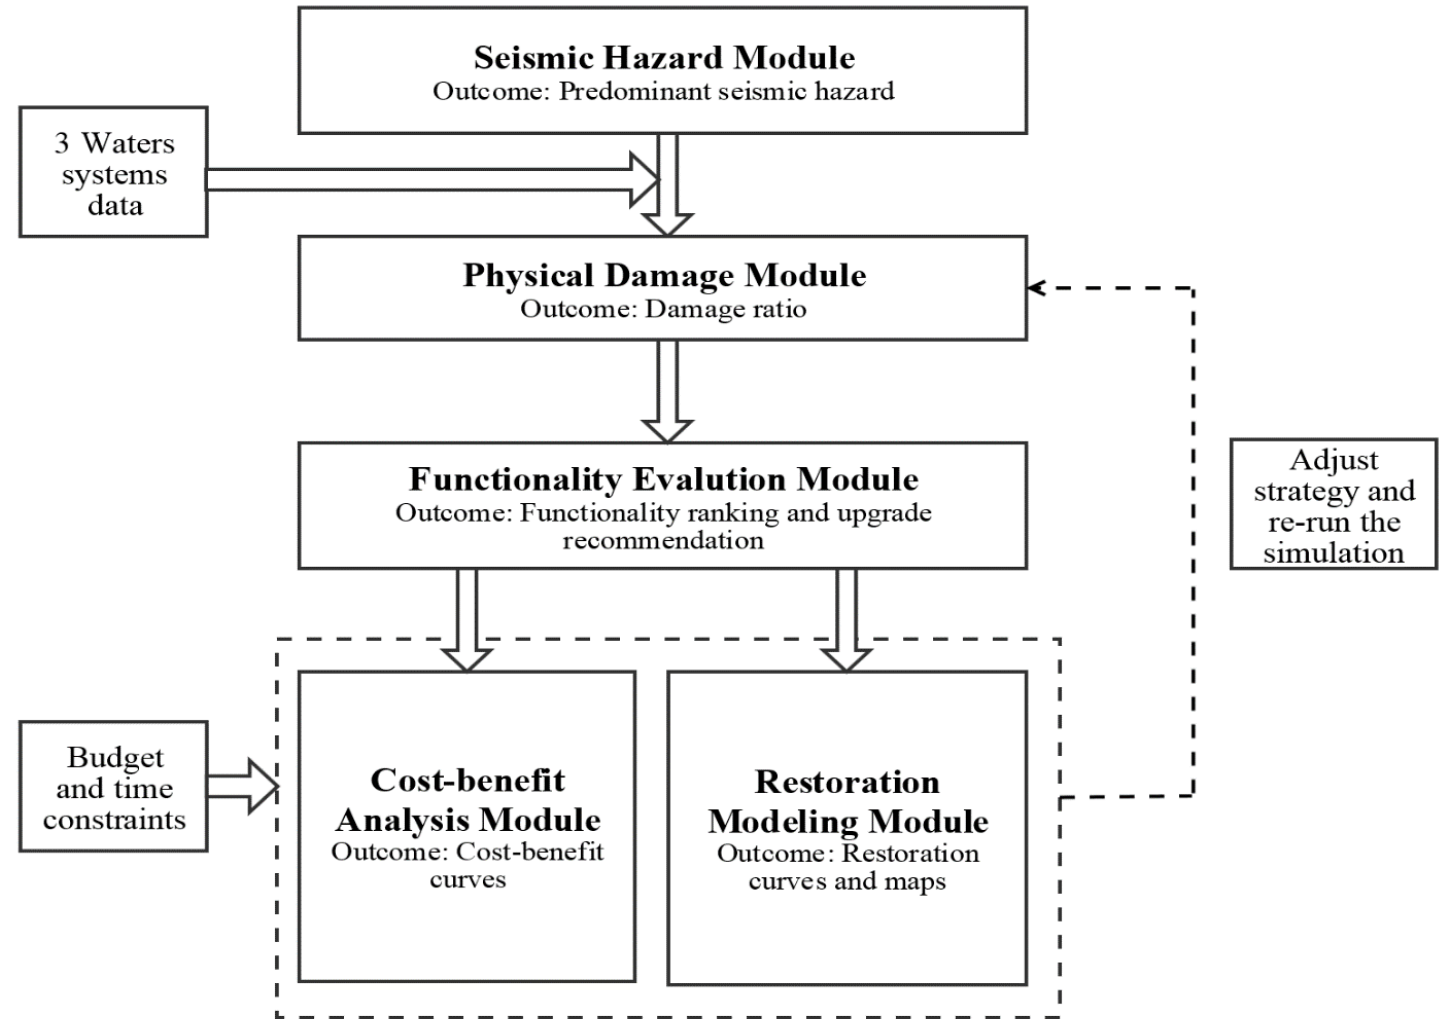 Seismic Hazard Module
Outcome: Predominant seismic hazard
3 Waters
systems
data
Physical Damage Module
Outcome: Damage ratio
Functionality Evalution Module
Outcome: Functionality ranking and upgrade
recommendation
Adjust
strategy and
re-run the
simulation
Budget
and time
constraints
Cost-benefit
Analysis Module
Outcome: Cost-benefit
curves
Restoration
Modeling Module
Outcome: Restoration
curves and maps